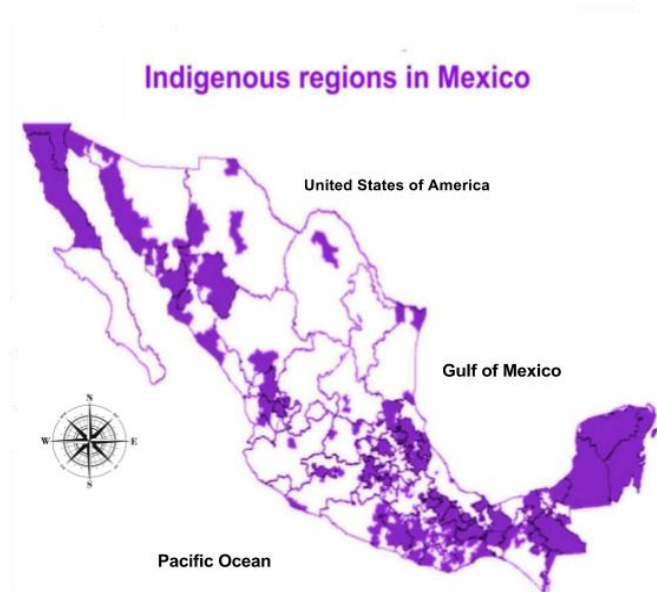 Indigenous regions in Mexico
United States of America
Gulf of Mexico
N
W E
S
Pacific Ocean